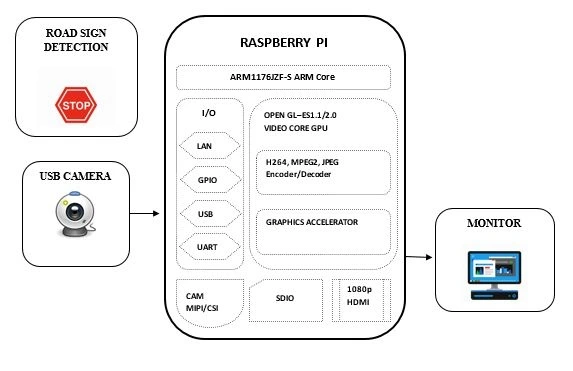 ROAD SIGN
DETECTION
STOP
USB CAMERA
RASPBERRY PI
ARM1176JZF-S ARM Core
I/O
LAN
GPIO
USB
UART
OPEN GL–ES1.1/2.0
VIDEO CORE GPU
H264, MPEG2, JPEG
Encoder/Decoder
GRAPHICS ACCELERATOR
CAM
MIPI/CSI
SDIO
1080p
HDMI
MONITOR